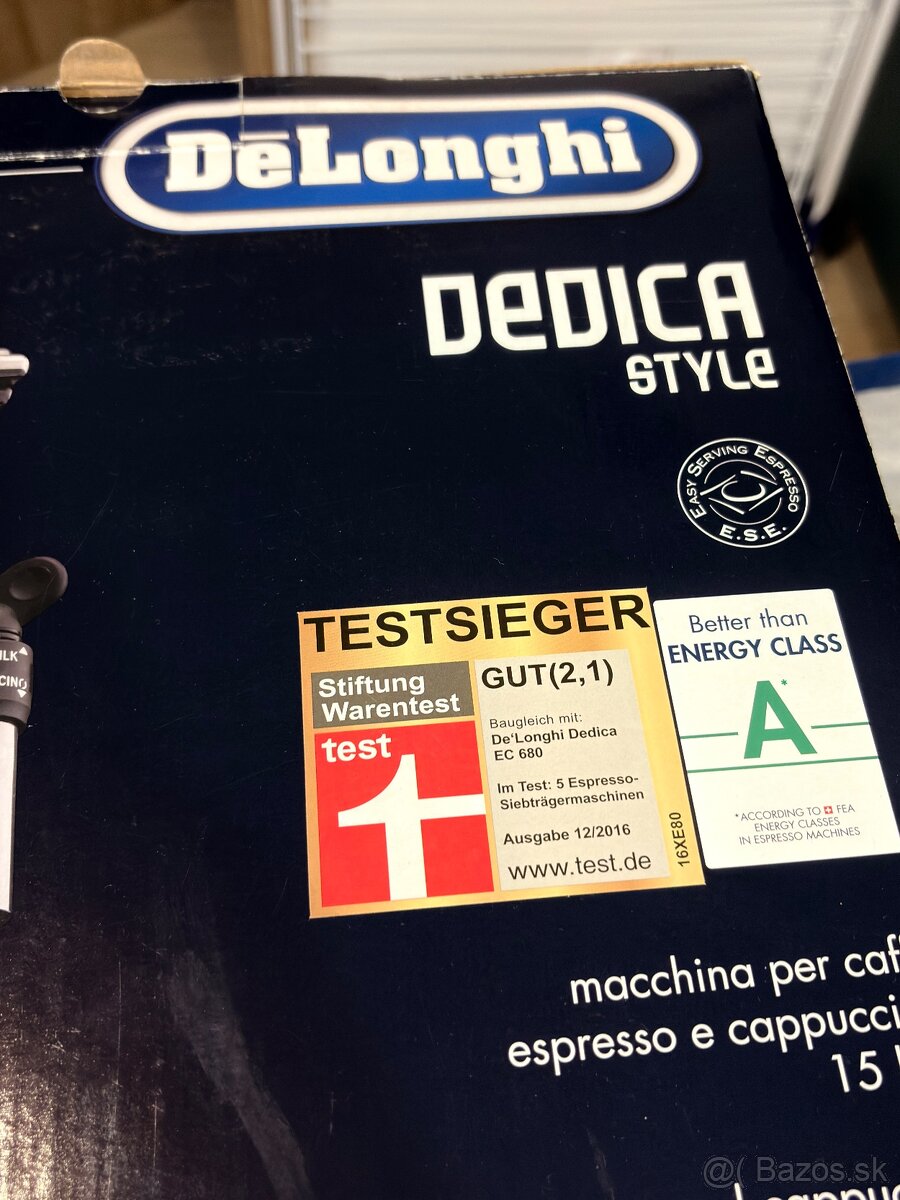 DēLonghi
DEDICA
STYLE
EASY SERVING ESPRESSO
E.S.E.
TESTSIEGER
Stiftung
Warentest
test
GUT(2,1)
Baugleich mit:
De'Longhi Dedica
EC 680
Im Test: 5 Espresso-
Siebträgermaschinen
Ausgabe 12/2016
www.test.de
16XE80
Better than
ENERGY CLASS
A*
*ACCORDING TO FEA
ENERGY CLASSES
IN ESPRESSO MACHINES
macchina per caf
espresso e cappucci
15
@( Bazos.sk